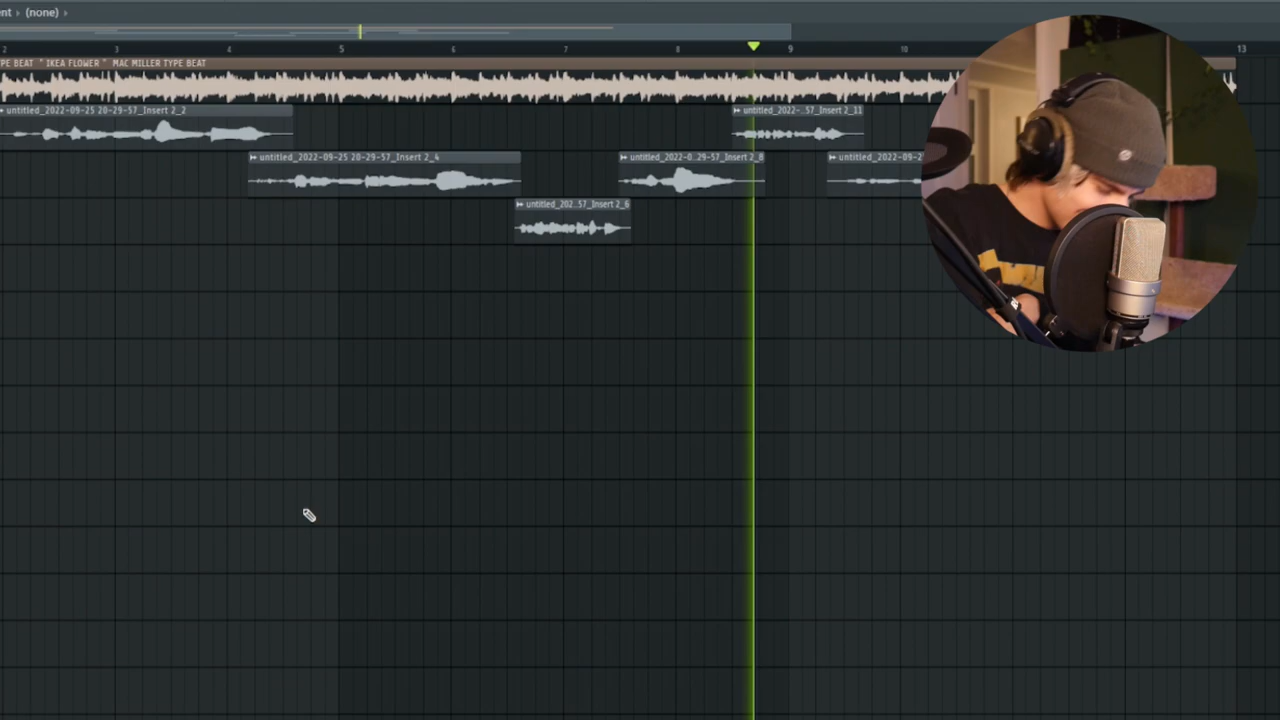 ent › (none) ›
2 3 4 5 6 7 8 9 10 13
PE BEAT "IKEA FLOWER" MAC MILLER TYPE BEAT
untitled_2022-09-25 20-29-57_Insert 2_2
untitled_2022-..57_Insert 2_11
untitled_2022-09-25 20-29-57_Insert 2_4
untitled_2022-0..29-57_Insert 2_8
untitled_2022-09-2
untitled_202..57_Insert 2_6